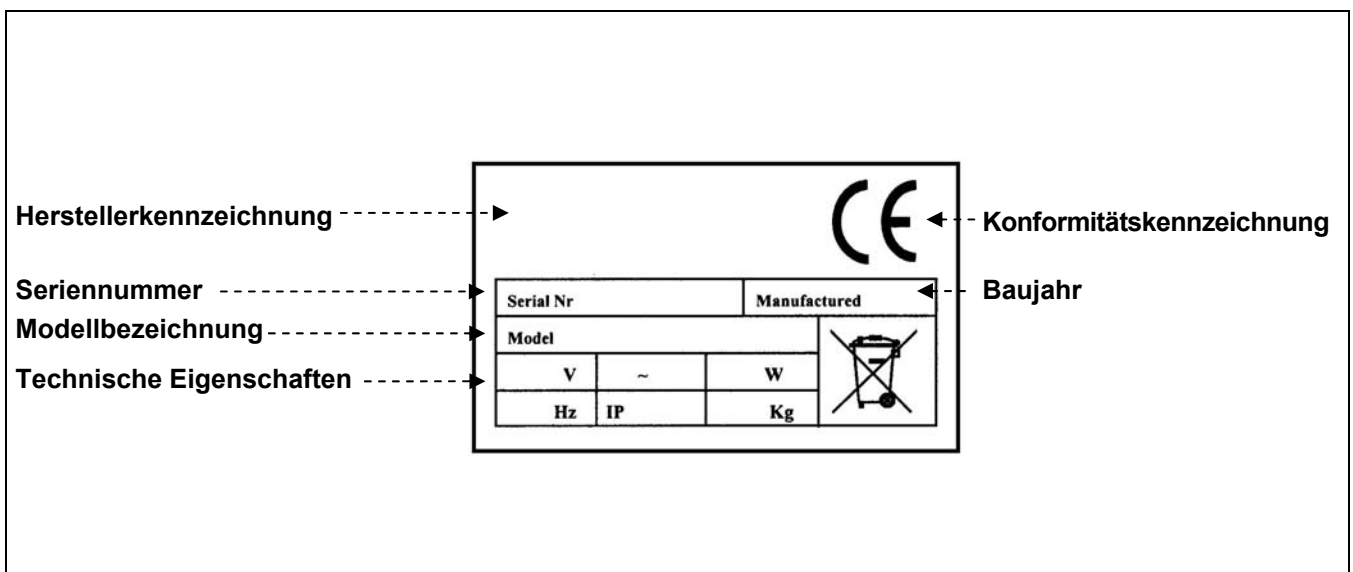 Herstellerkennzeichnung
CE
Konformitätskennzeichnung
Seriennummer
Serial Nr
Manufactured
Baujahr
Modellbezeichnung
Model
Technische Eigenschaften
V
~
W
Hz
IP
Kg